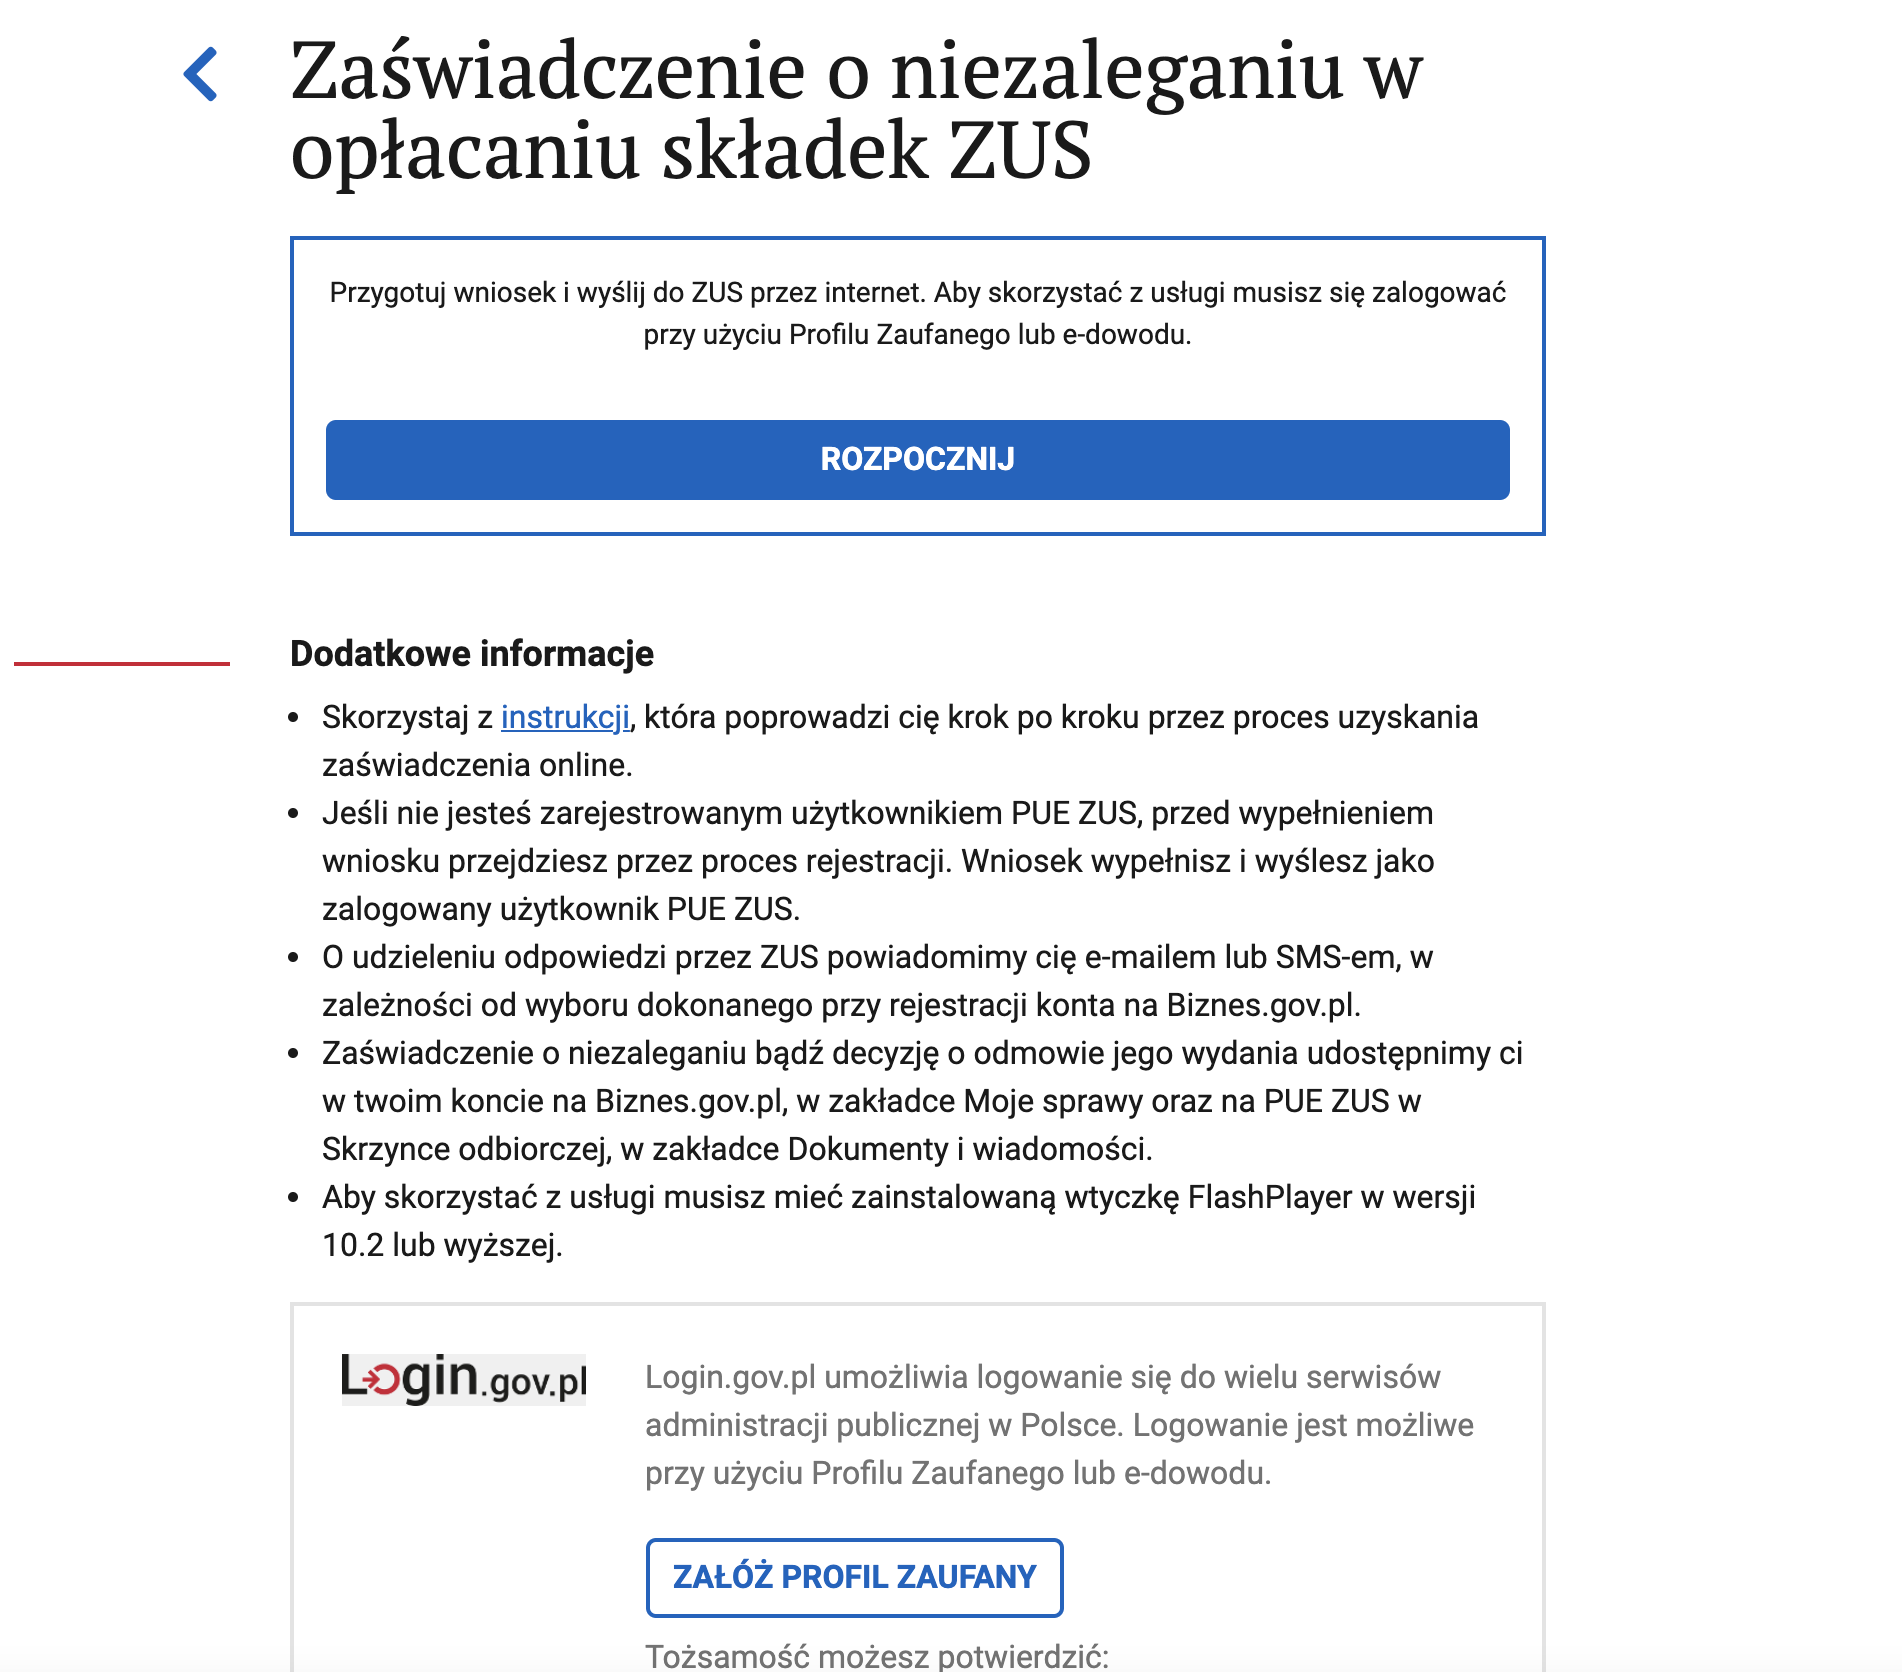 Zaświadczenie o niezaleganiu w
opłacaniu składek ZUS
Przygotuj wniosek i wyślij do ZUS przez internet. Aby skorzystać z usługi musisz się zalogować
przy użyciu Profilu Zaufanego lub e-dowodu.
ROZPOCZNIJ
Dodatkowe informacje
• Skorzystaj z instrukcji, która poprowadzi cię krok po kroku przez proces uzyskania
zaświadczenia online.
• Jeśli nie jesteś zarejestrowanym użytkownikiem PUE ZUS, przed wypełnieniem
wniosku przejdziesz przez proces rejestracji. Wniosek wypełnisz i wyślesz jako
zalogowany użytkownik PUE ZUS.
• O udzieleniu odpowiedzi przez ZUS powiadomimy cię e-mailem lub SMS-em, w
zależności od wyboru dokonanego przy rejestracji konta na Biznes.gov.pl.
• Zaświadczenie o niezaleganiu bądź decyzję o odmowie jego wydania udostępnimy ci
w twoim koncie na Biznes.gov.pl, w zakładce Moje sprawy oraz na PUE ZUS w
Skrzynce odbiorczej, w zakładce Dokumenty i wiadomości.
• Aby skorzystać z usługi musisz mieć zainstalowaną wtyczkę FlashPlayer w wersji
10.2 lub wyższej.
Login.gov.pl
Login.gov.pl umożliwia logowanie się do wielu serwisów
administracji publicznej w Polsce. Logowanie jest możliwe
przy użyciu Profilu Zaufanego lub e-dowodu.
ZAŁÓŻ PROFIL ZAUFANY
Tożsamość możesz potwierdzić: